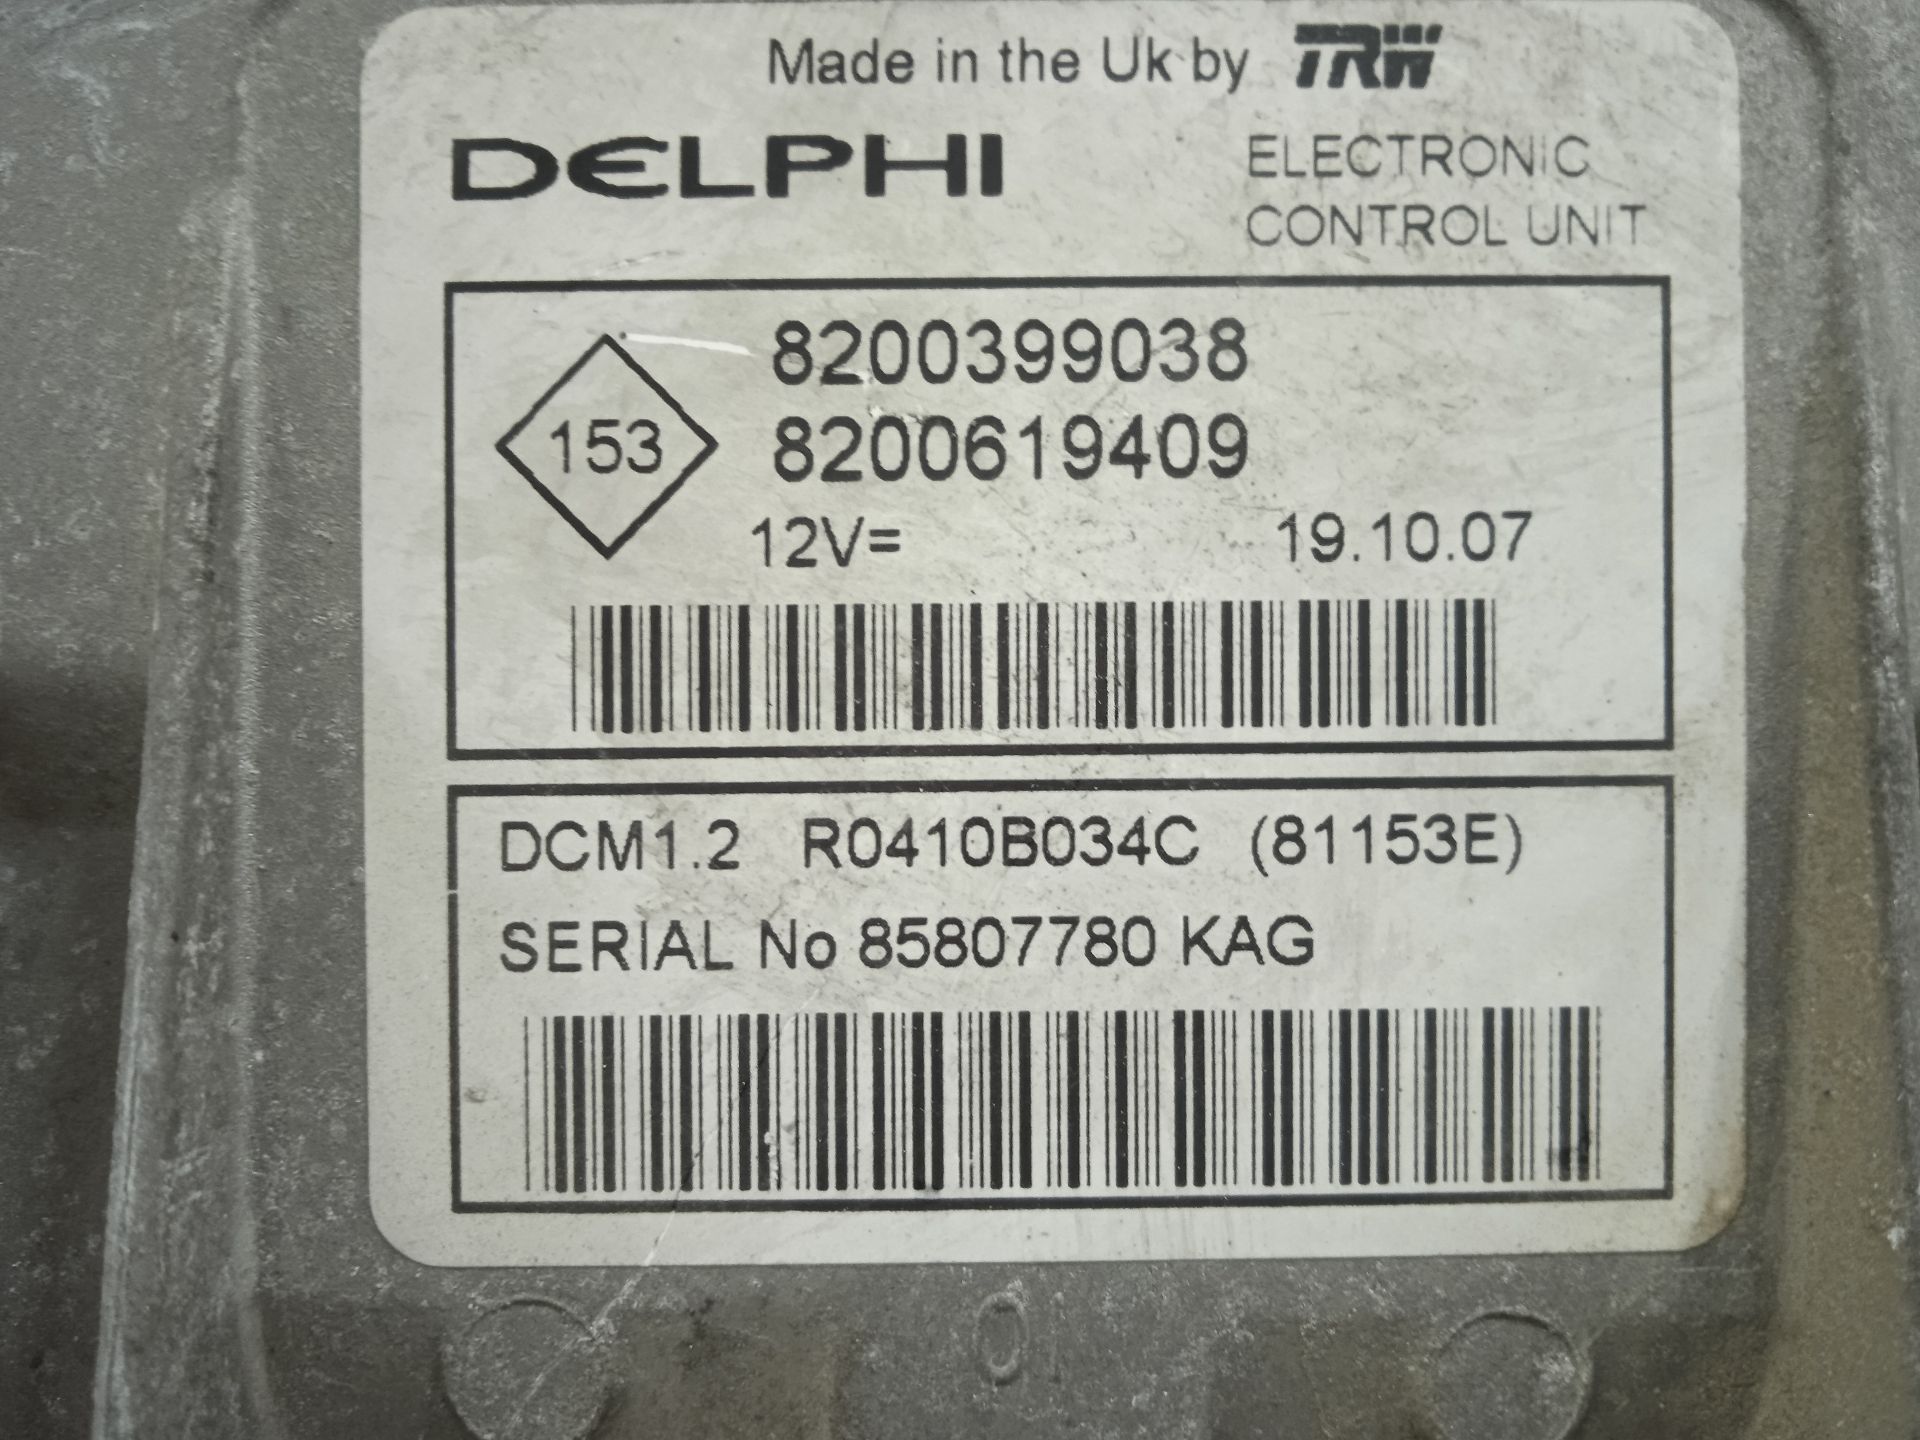 Made in the Uk by TRW
DELPHI
ELECTRONIC
CONTROL UNIT
8200399038
153
8200619409
12V= 19.10.07
DCM1.2 R0410B034C (81153E)
SERIAL No 85807780 KAG
0